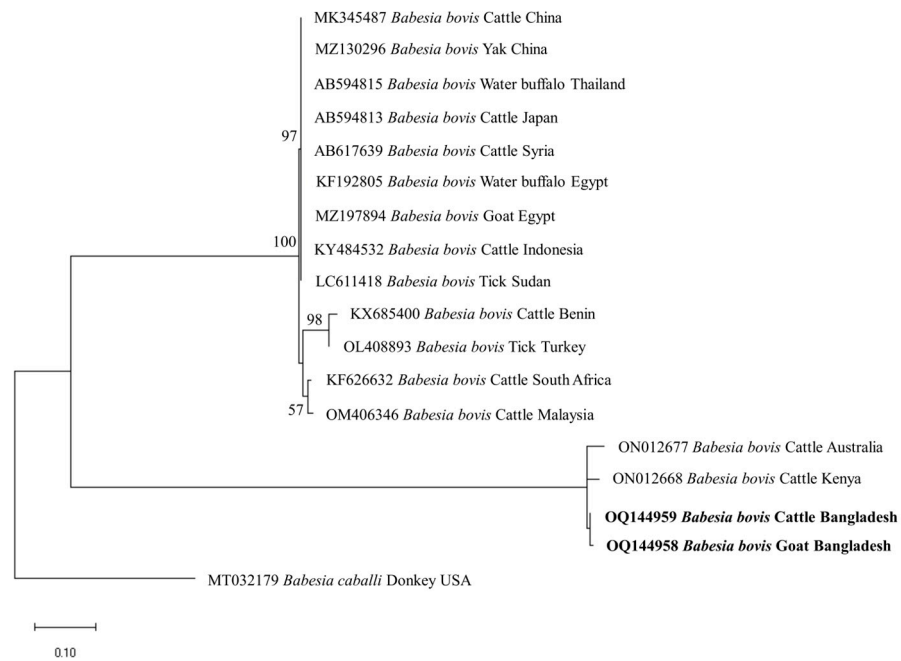 MK345487 Babesia bovis Cattle China
MZ130296 Babesia bovis Yak China
AB594815 Babesia bovis Water buffalo Thailand
AB594813 Babesia bovis Cattle Japan
97
AB617639 Babesia bovis Cattle Syria
KF192805 Babesia bovis Water buffalo Egypt
MZ197894 Babesia bovis Goat Egypt
100
KY484532 Babesia bovis Cattle Indonesia
LC611418 Babesia bovis Tick Sudan
98
KX685400 Babesia bovis Cattle Benin
OL408893 Babesia bovis Tick Turkey
KF626632 Babesia bovis Cattle South Africa
57
OM406346 Babesia bovis Cattle Malaysia
ON012677 Babesia bovis Cattle Australia
ON012668 Babesia bovis Cattle Kenya
OQ144959 Babesia bovis Cattle Bangladesh
OQ144958 Babesia bovis Goat Bangladesh
MT032179 Babesia caballi Donkey USA
0.10